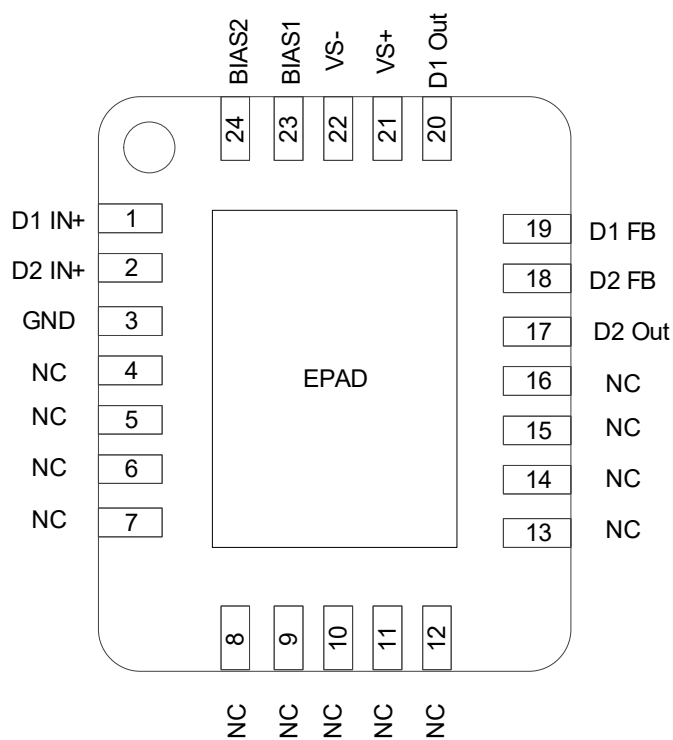 BIAS2
BIAS1
VS-
VS+
D1 Out
24
23
22
21
20
D1 IN+
1
D2 IN+
2
GND
3
NC
4
NC
5
NC
6
NC
7
EPAD
19
D1 FB
18
D2 FB
17
D2 Out
16
NC
15
NC
14
NC
13
NC
8
9
10
11
12
NC
NC
NC
NC
NC